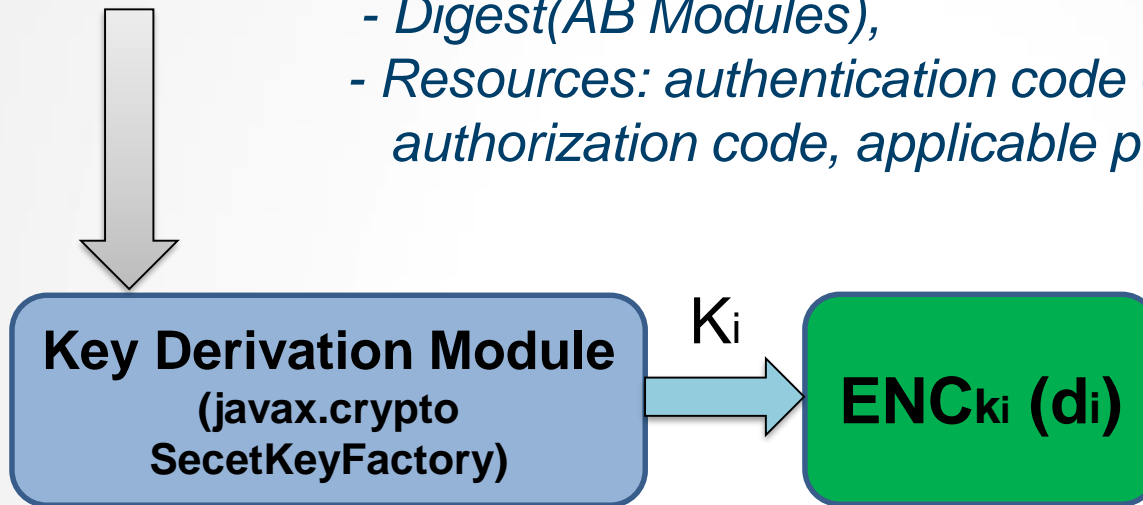 - Digest(AB Modules),
- Resources: authentication code
authorization code, applicable
Ki
Key Derivation Module
(javax.crypto
SecetKeyFactory)
ENCki (di)